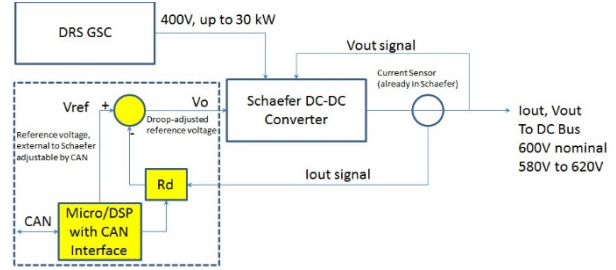 DRS GSC
400V, up to 30 kW
Vout signal
Current Sensor
(already in Schaefer)
Vref
+
Vo
Schaefer DC-DC
Converter
Droop-adjusted
reference voltage
-
Reference voltage,
external to Schaefer
adjustable by CAN
Iout, Vout
To DC Bus
600V nominal
580V to 620V
Rd
Iout signal
CAN
Micro/DSP
with CAN
Interface